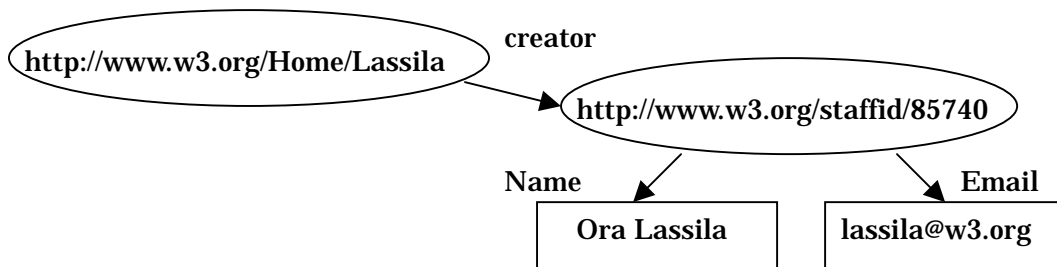 creator
http://www.w3.org/Home/Lassila
http://www.w3.org/staffid/85740
Name
Email
Ora Lassila
lassila@w3.org